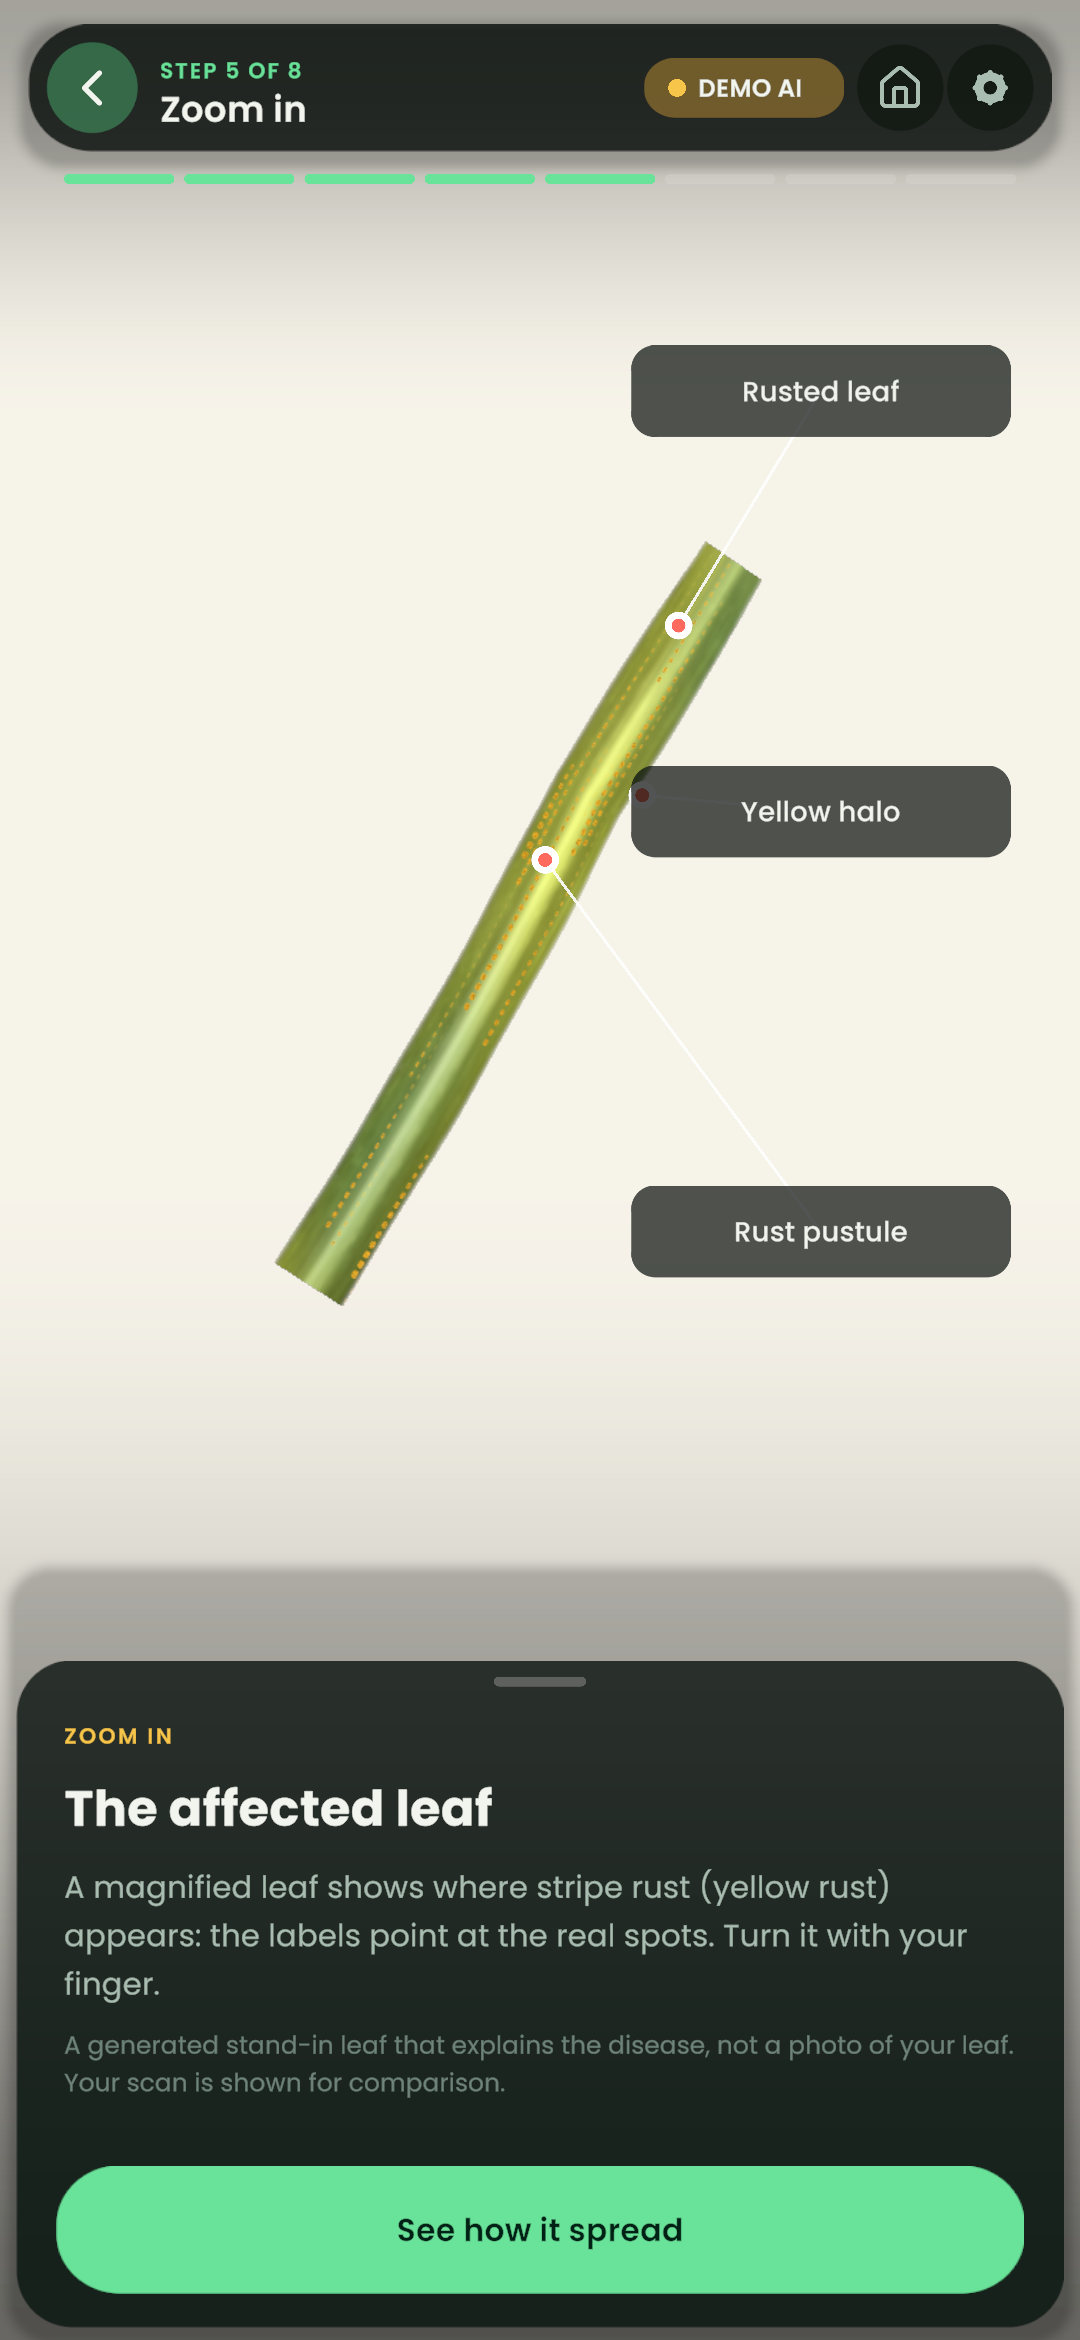 STEP 5 OF 8
Zoom in
DEMO AI
Rusted leaf
Yellow halo
Rust pustule
ZOOM IN
The affected leaf
A magnified leaf shows where stripe rust (yellow rust)
appears: the labels point at the real spots. Turn it with your
finger.
A generated stand-in leaf that explains the disease, not a photo of your leaf.
Your scan is shown for comparison.
See how it spread